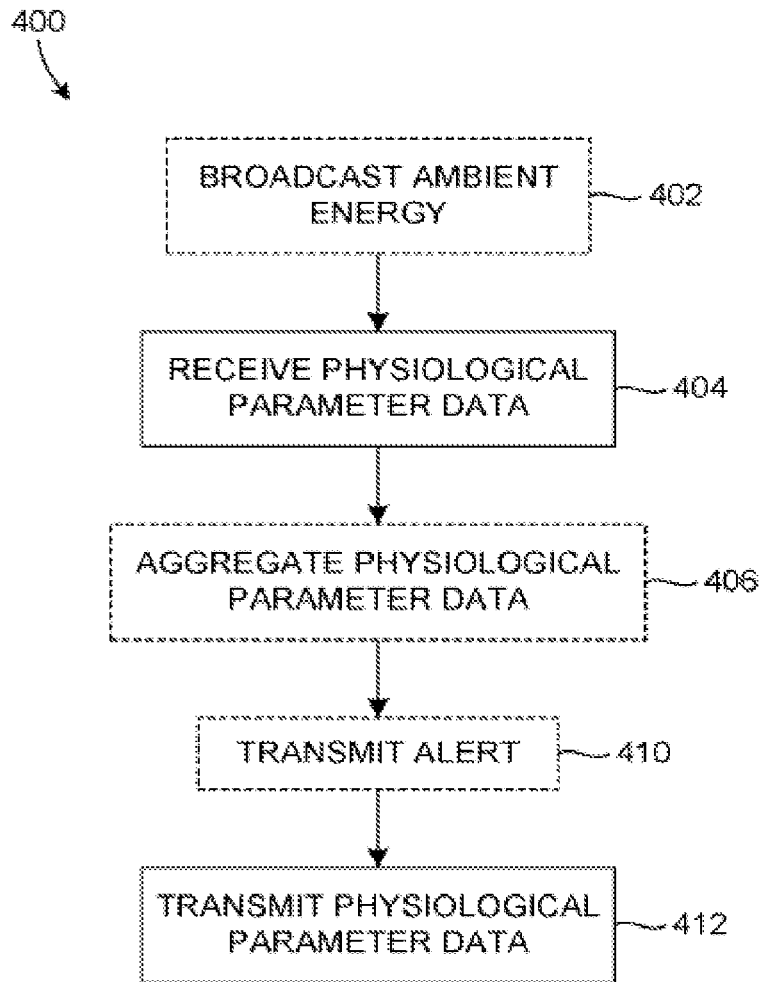 400
BROADCAST AMBIENT
ENERGY
402
RECEIVE PHYSIOLOGICAL
PARAMETER DATA
404
AGGREGATE PHYSIOLOGICAL
PARAMETER DATA
406
TRANSMIT ALERT
410
TRANSMIT PHYSIOLOGICAL
PARAMETER DATA
412